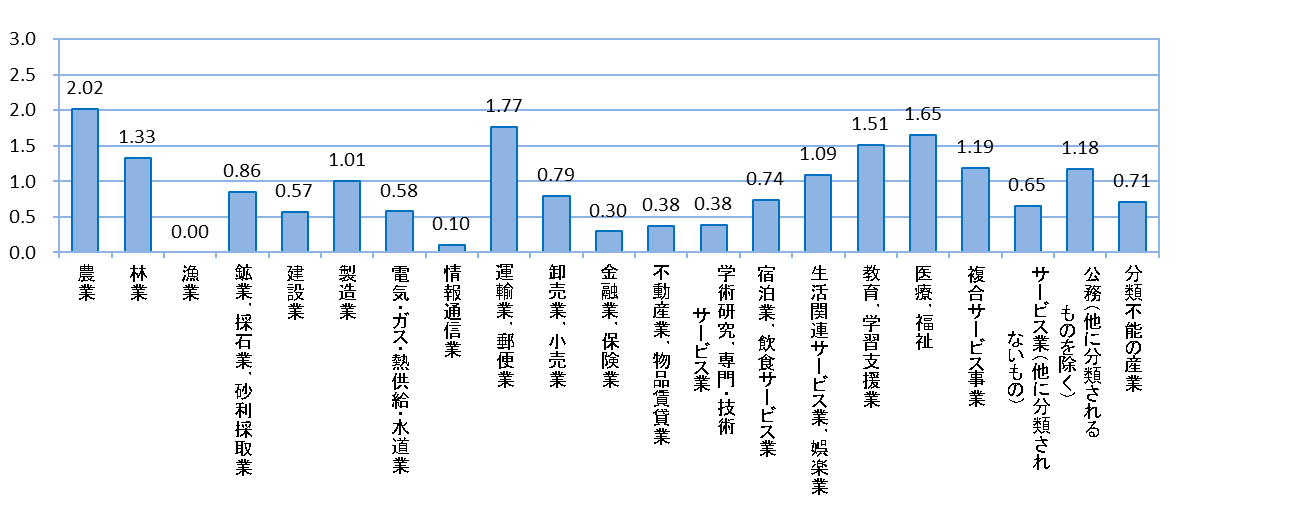 3.0
2.5
2.0
1.5
1.0
0.5
0.0
2.02
1.33
0.00
0.86
0.57
1.01
0.58
0.10
1.77
0.79
0.30
0.38
0.38
0.74
1.09
1.51
1.65
1.19
0.65
1.18
0.71
農業
林業
漁業
鉱業、採石業、砂利採取業
建設業
製造業
電気・ガス・熱供給・水道業
情報通信業
運輸業、郵便業
卸売業、小売業
金融業、保険業
不動産業、物品賃貸業
学術研究、専門・技術
サービス業
宿泊業、飲食サービス業
生活関連サービス業、娯楽業
教育、学習支援業
医療、福祉
複合サービス事業
サービス業（他に分類され
ないもの）
公務（他に分類される
ものを除く）
分類不能の産業